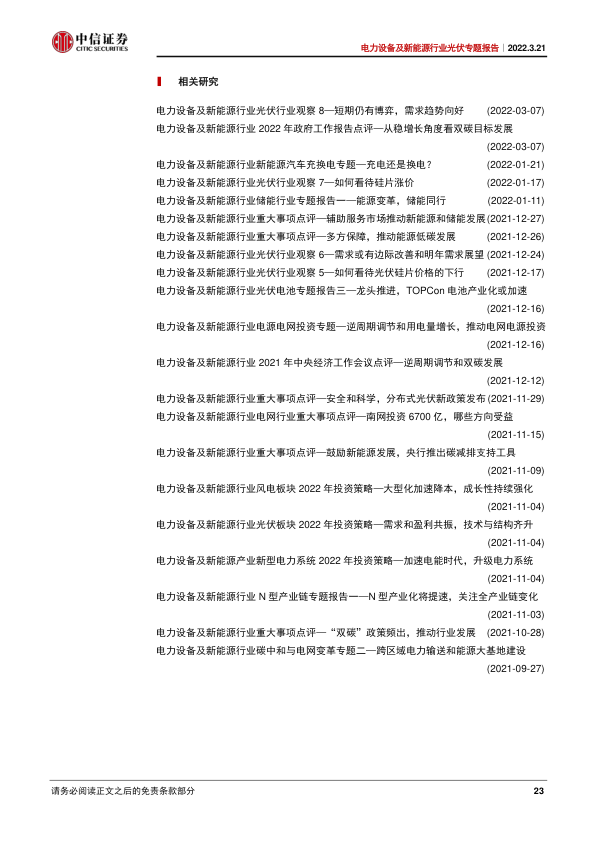 中信证券
CITIC SECURITIES
电力设备及新能源行业光伏专题报告｜2022.3.21
相关研究
电力设备及新能源行业光伏行业观察 8—短期仍有博弈，需求趋势向好 (2022-03-07)
电力设备及新能源行业 2022 年政府工作报告点评—从稳增长角度看双碳目标发展
(2022-03-07)
电力设备及新能源行业新能源汽车充换电专题—充电还是换电？ (2022-01-21)
电力设备及新能源行业光伏行业观察 7—如何看待硅片涨价 (2022-01-17)
电力设备及新能源行业储能行业专题报告一—能源变革，储能同行 (2022-01-11)
电力设备及新能源行业重大事项点评—辅助服务市场推动新能源和储能发展 (2021-12-27)
电力设备及新能源行业重大事项点评—多方保障，推动能源低碳发展 (2021-12-26)
电力设备及新能源行业光伏行业观察 6—需求或有边际改善和明年需求展望 (2021-12-24)
电力设备及新能源行业光伏行业观察 5—如何看待光伏硅片价格的下行 (2021-12-17)
电力设备及新能源行业光伏电池专题报告三—龙头推进，TOPCon 电池产业化或加速
(2021-12-16)
电力设备及新能源行业电源电网投资专题—逆周期调节和用电量增长，推动电网电源投资
(2021-12-16)
电力设备及新能源行业 2021 年中央经济工作会议点评—逆周期调节和双碳发展
(2021-12-12)
电力设备及新能源行业重大事项点评—安全和科学，分布式光伏新政策发布 (2021-11-29)
电力设备及新能源行业电网行业重大事项点评—南网投资 6700 亿，哪些方向受益
(2021-11-15)
电力设备及新能源行业重大事项点评—鼓励新能源发展，央行推出碳减排支持工具
(2021-11-09)
电力设备及新能源行业风电板块 2022 年投资策略—大型化加速降本，成长性持续强化
(2021-11-04)
电力设备及新能源行业光伏板块 2022 年投资策略—需求和盈利共振，技术与结构齐升
(2021-11-04)
电力设备及新能源产业新型电力系统 2022 年投资策略—加速电能时代，升级电力系统
(2021-11-04)
电力设备及新能源行业 N 型产业链专题报告一—N 型产业化将提速，关注全产业链变化
(2021-11-03)
电力设备及新能源行业重大事项点评—“双碳”政策频出，推动行业发展 (2021-10-28)
电力设备及新能源行业碳中和与电网变革专题二—跨区域电力输送和能源大基地建设
(2021-09-27)
请务必阅读正文之后的免责条款部分
23